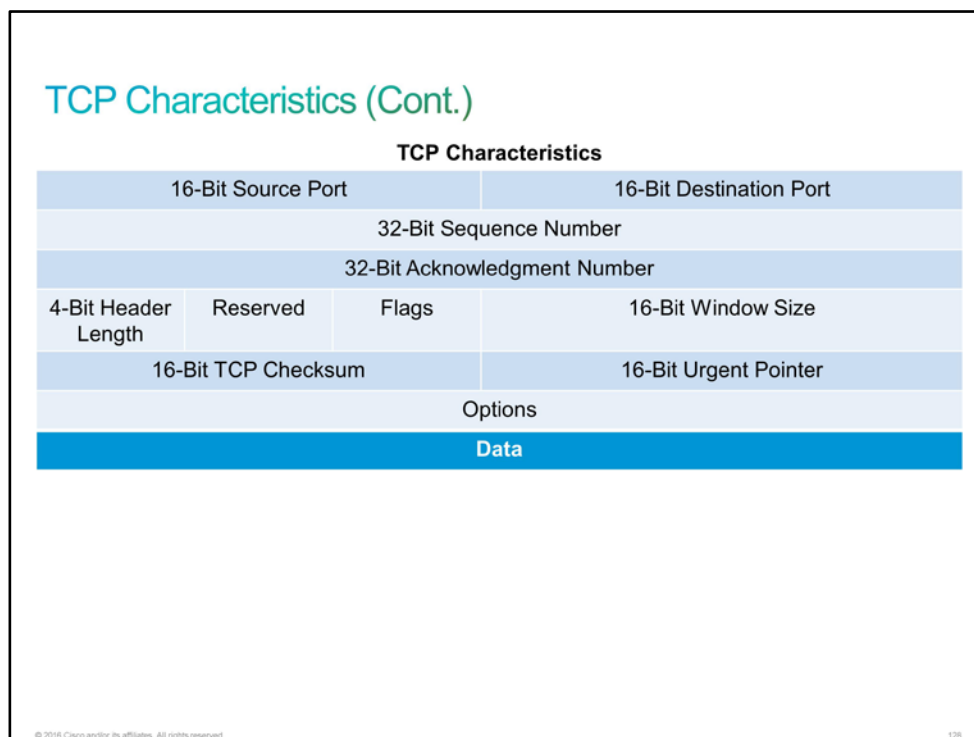 TCP Characteristics (Cont.)
TCP Characteristics
16-Bit Source Port
16-Bit Destination Port
32-Bit Sequence Number
32-Bit Acknowledgment Number
4-Bit Header
Length
Reserved
Flags
16-Bit Window Size
16-Bit TCP Checksum
16-Bit Urgent Pointer
Options
Data
© 2016 Cisco and/or its affiliates. All rights reserved.
128